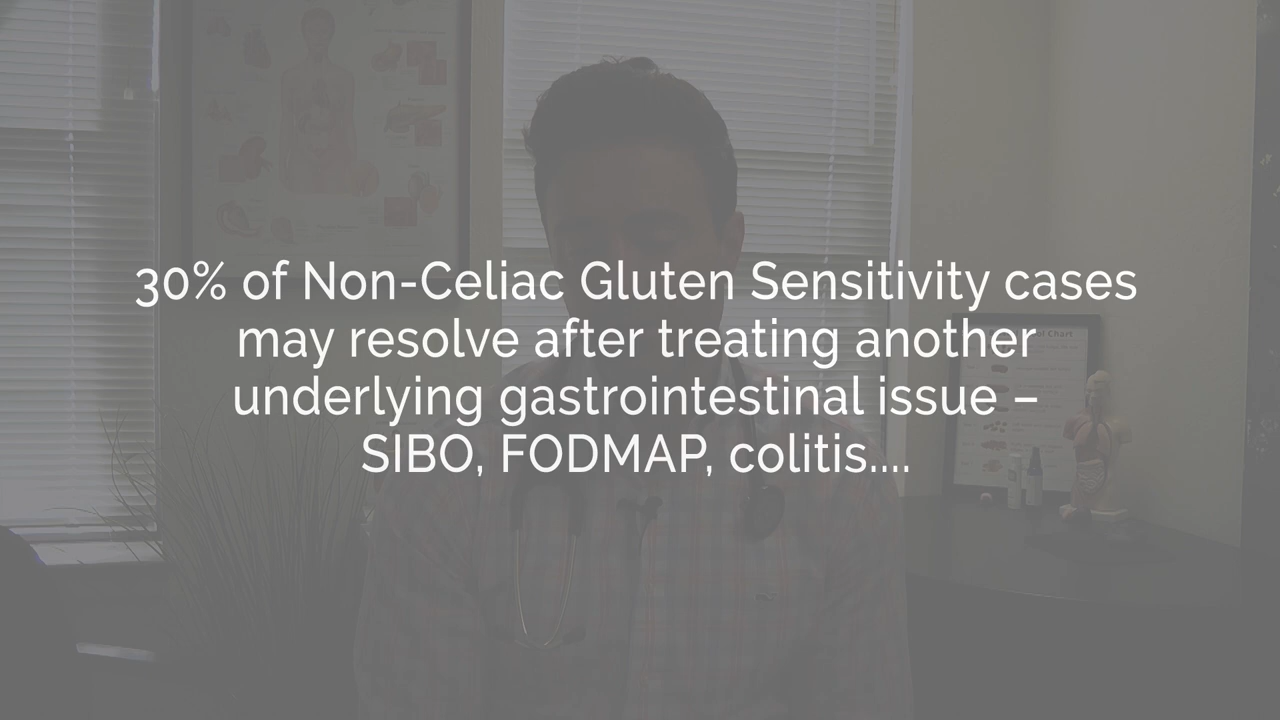 30% of Non-Celiac Gluten Sensitivity cases
may resolve after treating another
underlying gastrointestinal issue –
SIBO, FODMAP, colitis....